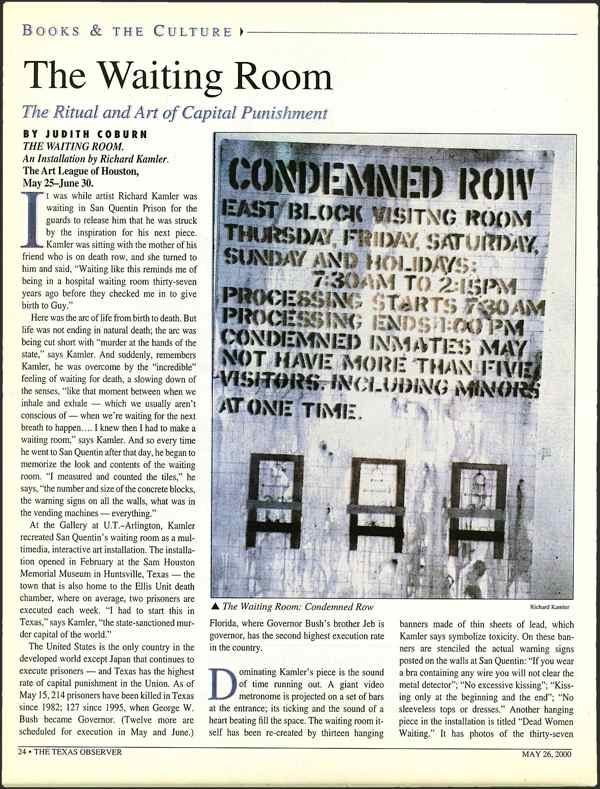 BOOKS & THE CULTURE
The Waiting Room
The Ritual and Art of Capital Punishment
BY JUDITH COBURN
THE WAITING ROOM.
An Installation by Richard Kamler.
The Art League of Houston,
May 25–June 30.
It was while artist Richard Kamler was
waiting in San Quentin Prison for the
guards to release him that he was struck
by the inspiration for his next piece.
Kamler was sitting with the mother of his
friend who is on death row, and she turned to
him and said, “Waiting like this reminds me of
being in a hospital waiting room thirty-seven
years ago before they checked me in to give
birth to Guy.”
Here was the arc of life from birth to death. But
life was not ending in natural death; the arc was
being cut short with “murder at the hands of the
state,” says Kamler. And suddenly, remembers
Kamler, he was overcome by the “incredible”
feeling of waiting for death, a slowing down of
the senses, “like that moment between when we
inhale and exhale — which we usually aren’t
conscious of — when we’re waiting for the next
breath to happen…. I knew then I had to make a
waiting room,” says Kamler. And so every time
he went to San Quentin after that day, he began to
memorize the look and contents of the waiting
room. “I measured and counted the tiles,” he
says, “the number and size of the concrete blocks,
the warning signs on all the walls, what was in
the vending machines — everything.”
At the Gallery at U.T.–Arlington, Kamler
recreated San Quentin’s waiting room as a mul-
timedia, interactive art installation. The installa-
tion opened in February at the Sam Houston
Memorial Museum in Huntsville, Texas — the
town that is also home to the Ellis Unit death
chamber, where on average, two prisoners are
executed each week. “I had to start this in
Texas,” says Kamler, “the state-sanctioned mur-
der capital of the world.”
The United States is the only country in the
developed world except Japan that continues to
execute prisoners — and Texas has the highest
rate of capital punishment in the Union. As of
May 15, 214 prisoners have been killed in Texas
since 1982; 127 since 1995, when George W.
Bush became Governor. (Twelve more are
scheduled for execution in May and June.)
CONDEMNED ROW
EAST BLOCK VISITNG ROOM
THURSDAY, FRIDAY, SATURDAY,
SUNDAY AND HOLIDAYS:
7:30AM TO 2:15PM
PROCESSING STARTS 7:30AM
PROCESSING ENDS 1:00PM
CONDEMNED INMATIES MAY
NOT HAVE MORE THAN FIVE
VISITORS, INCLUDING MINORS
AT ONE TIME.
▲ The Waiting Room: Condemned Row
Richard Kamler
Florida, where Governor Bush’s brother Jeb is
governor, has the second highest execution rate
in the country.
Dominating Kamler’s piece is the sound
of time running out. A giant video
metronome is projected on a set of bars
at the entrance; its ticking and the sound of a
heart beating fill the space. The waiting room it-
self has been re-created by thirteen hanging
banners made of thin sheets of lead, which
Kamler says symbolize toxicity. On these ban-
ners are stenciled the actual warning signs
posted on the walls at San Quentin: “If you wear
a bra containing any wire you will not clear the
metal detector”; “No excessive kissing”; “Kiss-
ing only at the beginning and the end”; “No
sleeveless tops or dresses.” Another hanging
piece in the installation is titled “Dead Women
Waiting.” It has photos of the thirty-seven
24 • THE TEXAS OBSERVER
MAY 26, 2000